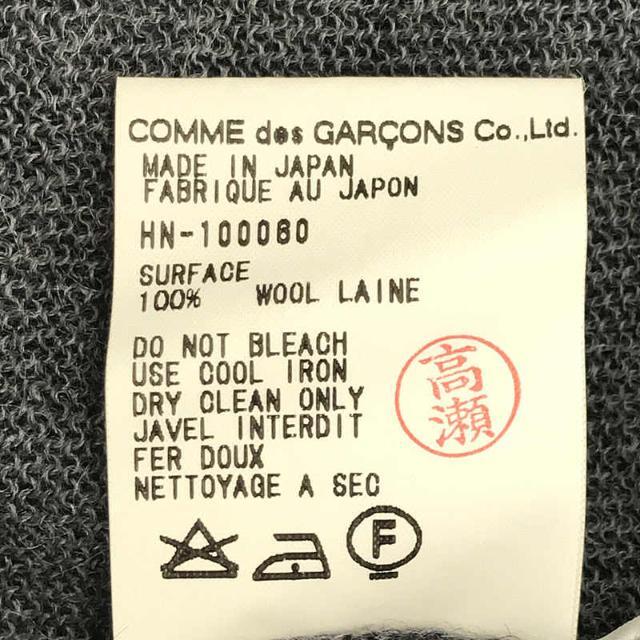 COMME des GARÇONS Co.,Ltd.
MADE IN JAPAN
FABRIQUE AU JAPON
HN-100060
SURFACE
100% WOOL LAINE
DO NOT BLEACH
USE COOL IRON
DRY CLEAN ONLY
JAVEL INTERDIT
FER DOUX
NETTOYAGE A SEC
高瀬
F